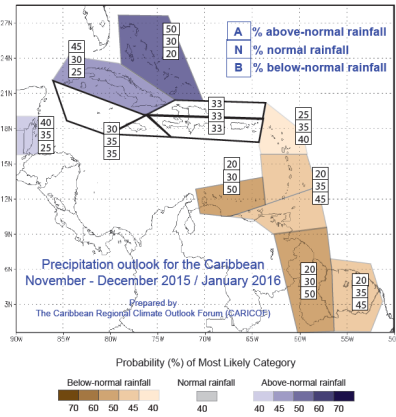 27N
24N
21N
18N
15N
12N
9N
6N
3N
A % above-normal rainfall
N % normal rainfall
B % below-normal rainfall
50
30
20
45
30
25
33
33
33
40
35
25
30
35
35
25
35
40
20
30
50
20
35
45
20
30
50
20
35
45
Precipitation outlook for the Caribbean
November - December 2015 / January 2016
Prepared by
The Caribbean Regional Climate Outlook Forum (CARICOF)
90W 85W 80W 75W 70W 65W 60W 55W 50
Probability (%) of Most Likely Category
Below-normal rainfall Normal rainfall Above-normal rainfall
70 60 50 45 40 40 40 45 50 60 70